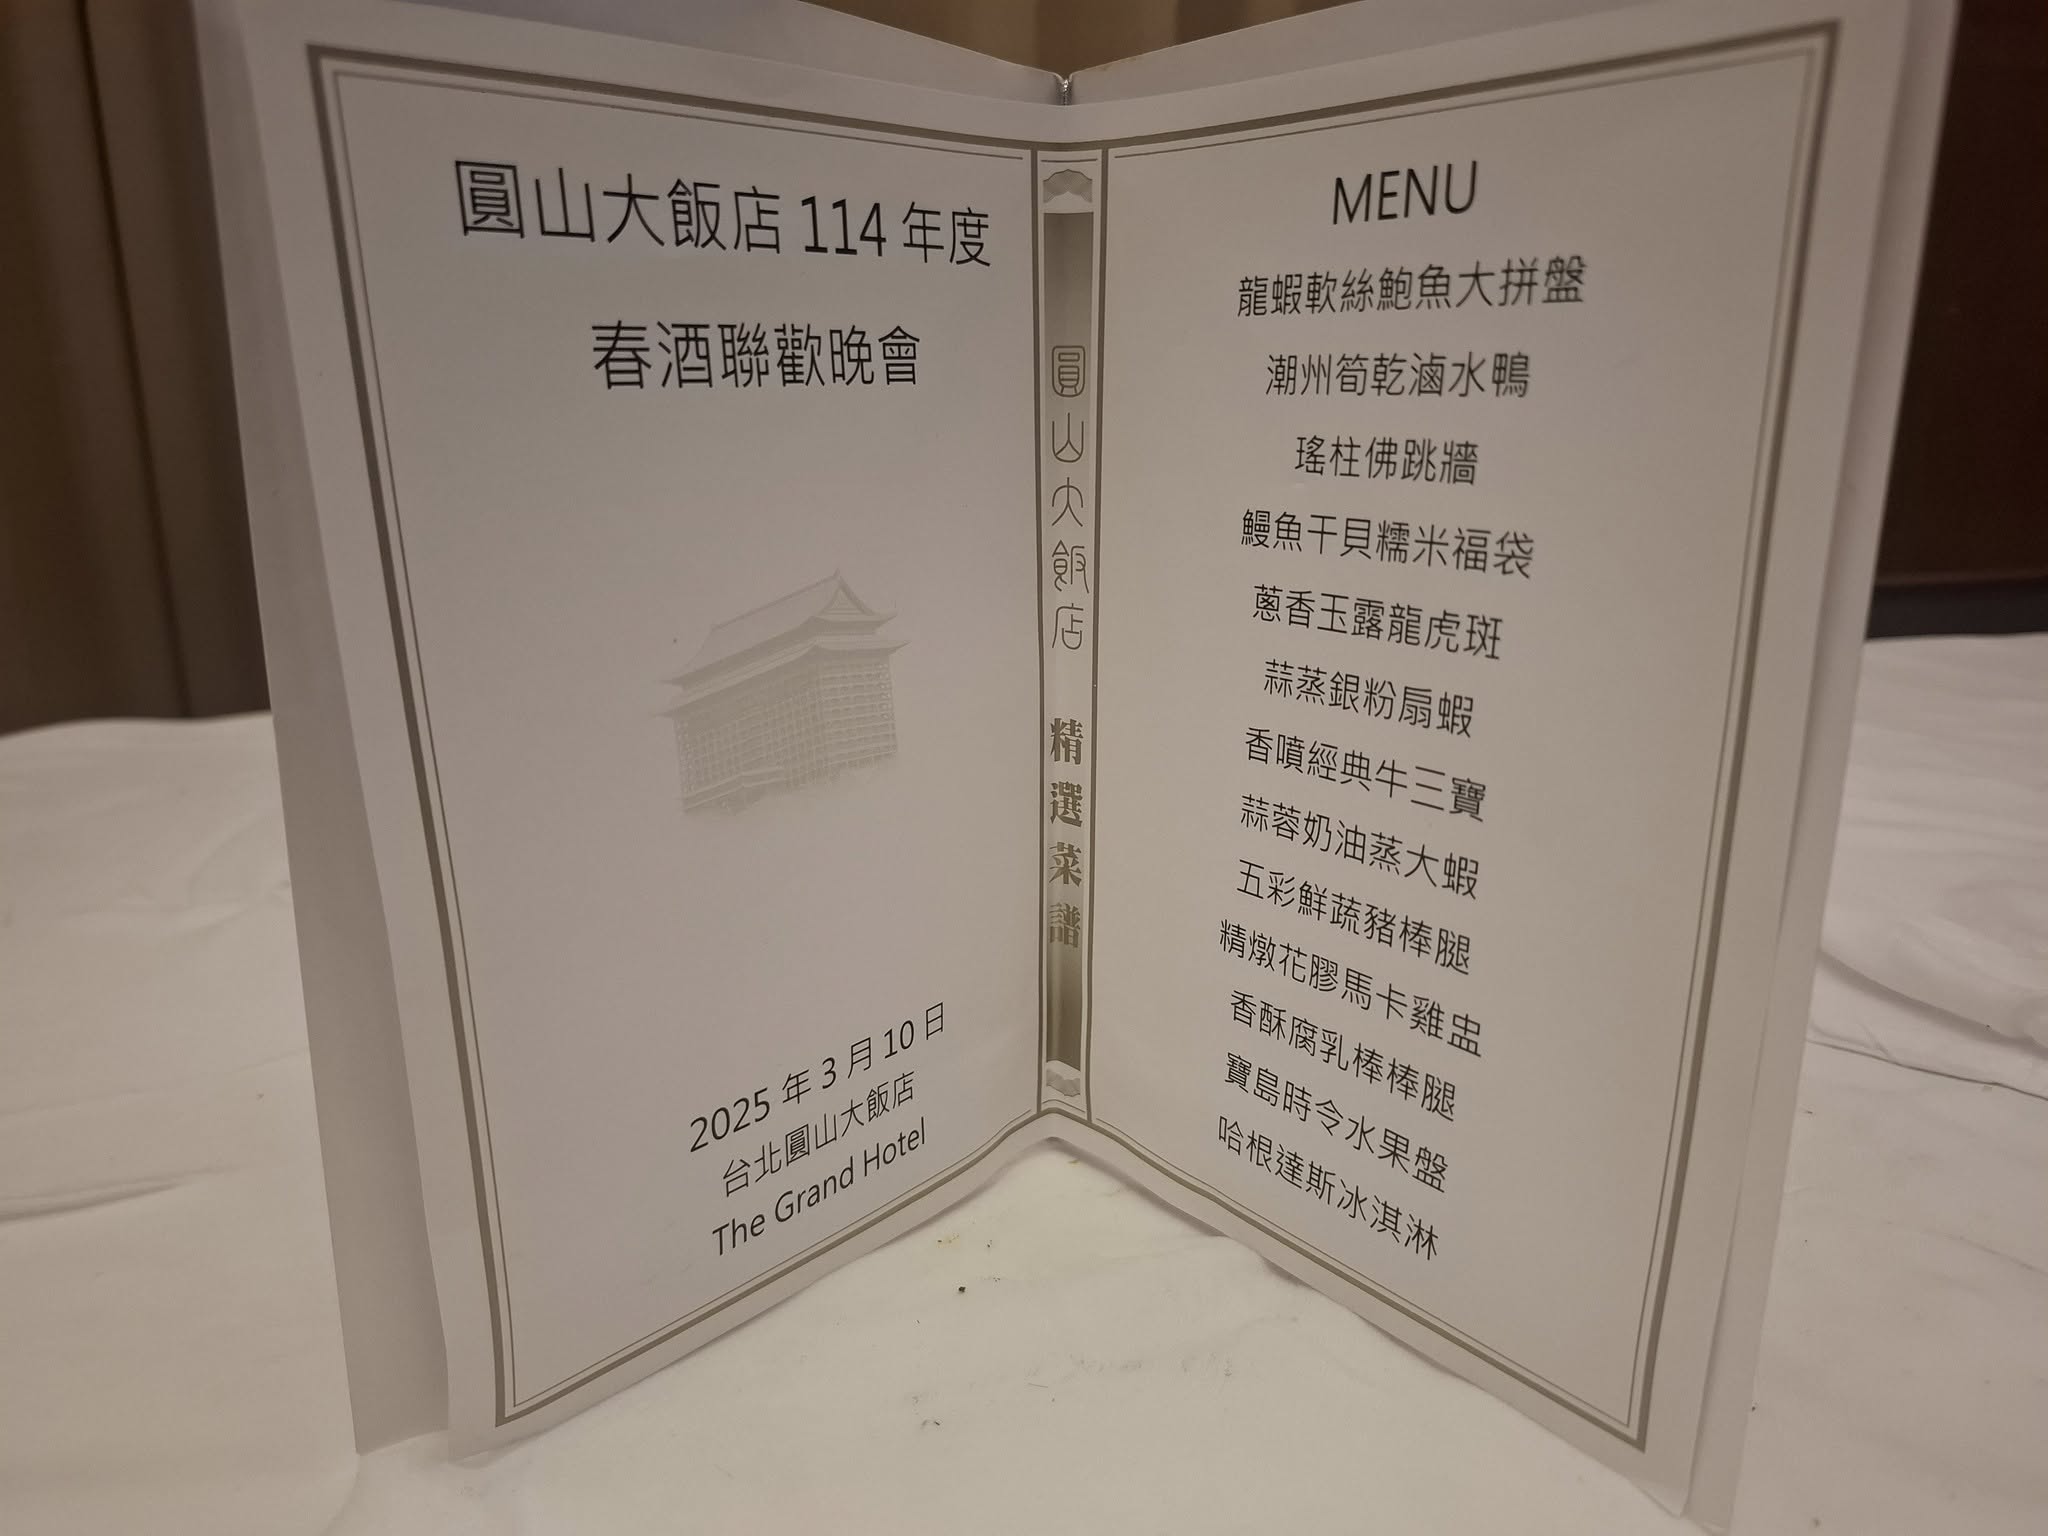 圓山大飯店 114 年度
春酒聯歡晚會
2025 年 3 月 10 日
台北圓山大飯店
The Grand Hotel
圓山大飯店 精選菜譜
MENU
龍蝦軟絲鮑魚大拼盤
潮州筍乾滷水鴨
瑤柱佛跳牆
鰻魚干貝糯米福袋
蔥香玉露龍虎斑
蒜蒸銀粉扇蝦
香噴經典牛三寶
蒜蓉奶油蒸大蝦
五彩鮮蔬豬棒腿
精燉花膠馬卡雞盅
香酥腐乳棒棒腿
寶島時令水果盤
哈根達斯冰淇淋